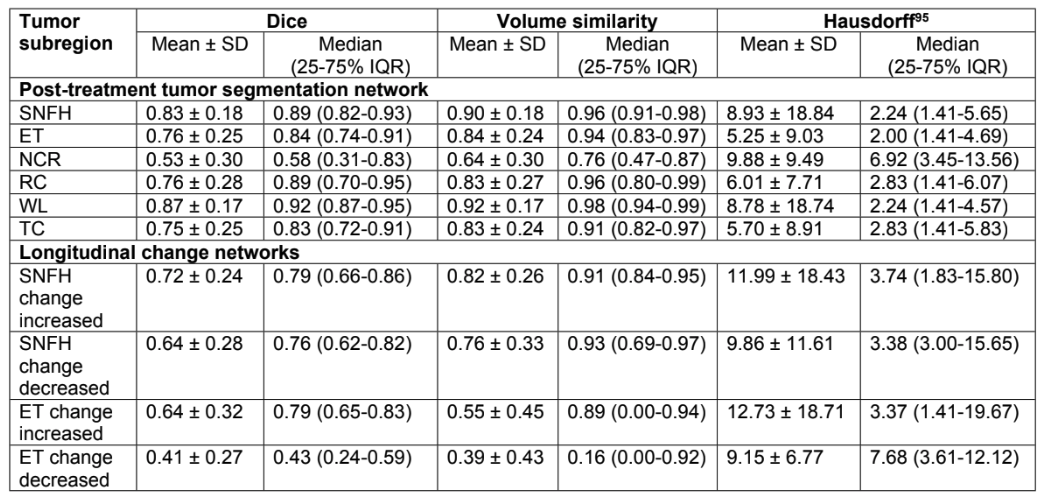 Tumor subregion Dice Volume similarity Hausdorff95
Mean ± SD Median (25-75% IQR) Mean ± SD Median (25-75% IQR) Mean ± SD Median (25-75% IQR)
Post-treatment tumor segmentation network
SNFH 0.83 ± 0.18 0.89 (0.82-0.93) 0.90 ± 0.18 0.96 (0.91-0.98) 8.93 ± 18.84 2.24 (1.41-5.65)
ET 0.76 ± 0.25 0.84 (0.74-0.91) 0.84 ± 0.24 0.94 (0.83-0.97) 5.25 ± 9.03 2.00 (1.41-4.69)
NCR 0.53 ± 0.30 0.58 (0.31-0.83) 0.64 ± 0.30 0.76 (0.47-0.87) 9.88 ± 9.49 6.92 (3.45-13.56)
RC 0.76 ± 0.28 0.89 (0.70-0.95) 0.83 ± 0.27 0.96 (0.80-0.99) 6.01 ± 7.71 2.83 (1.41-6.07)
WL 0.87 ± 0.17 0.92 (0.87-0.95) 0.92 ± 0.17 0.98 (0.94-0.99) 8.78 ± 18.74 2.24 (1.41-4.57)
TC 0.75 ± 0.25 0.83 (0.72-0.91) 0.83 ± 0.24 0.91 (0.82-0.97) 5.70 ± 8.91 2.83 (1.41-5.83)
Longitudinal change networks
SNFH change increased 0.72 ± 0.24 0.79 (0.66-0.86) 0.82 ± 0.26 0.91 (0.84-0.95) 11.99 ± 18.43 3.74 (1.83-15.80)
SNFH change decreased 0.64 ± 0.28 0.76 (0.62-0.82) 0.76 ± 0.33 0.93 (0.69-0.97) 9.86 ± 11.61 3.38 (3.00-15.65)
ET change increased 0.64 ± 0.32 0.79 (0.65-0.83) 0.55 ± 0.45 0.89 (0.00-0.94) 12.73 ± 18.71 3.37 (1.41-19.67)
ET change decreased 0.41 ± 0.27 0.43 (0.24-0.59) 0.39 ± 0.43 0.16 (0.00-0.92) 9.15 ± 6.77 7.68 (3.61-12.12)